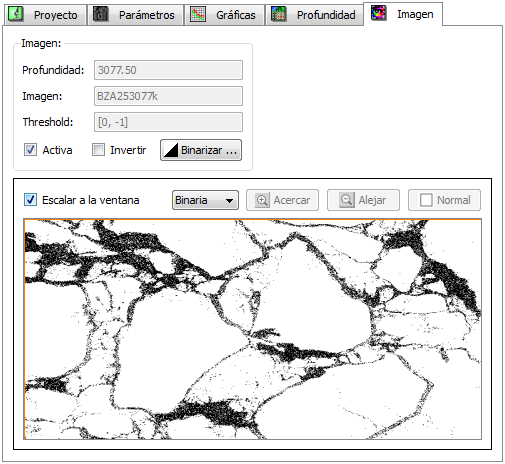 Proyecto Parámetros Gráficas Profundidad Imagen
Imagen:
Profundidad: 3077.50
Imagen: BZA253077k
Threshold: [0, -1]
Activa Invertir Binarizar ...
Escalar a la ventana Binaria Acercar Alejar Normal